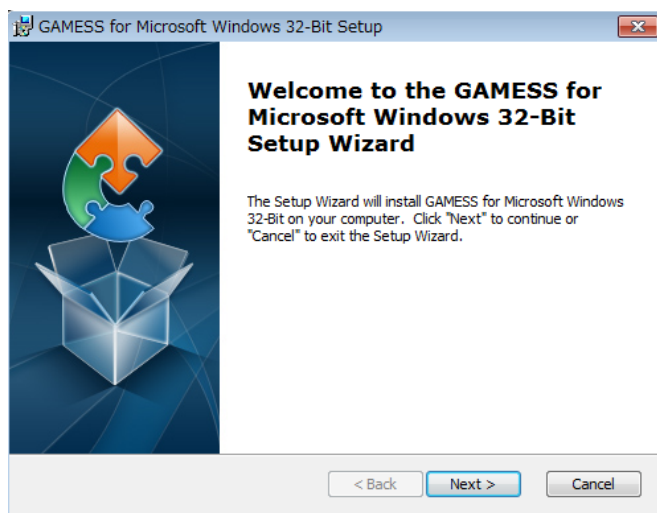 GAMESS for Microsoft Windows 32-Bit Setup
Welcome to the GAMESS for
Microsoft Windows 32-Bit
Setup Wizard
The Setup Wizard will install GAMESS for Microsoft Windows
32-Bit on your computer. Click "Next" to continue or
"Cancel" to exit the Setup Wizard.
< Back Next > Cancel